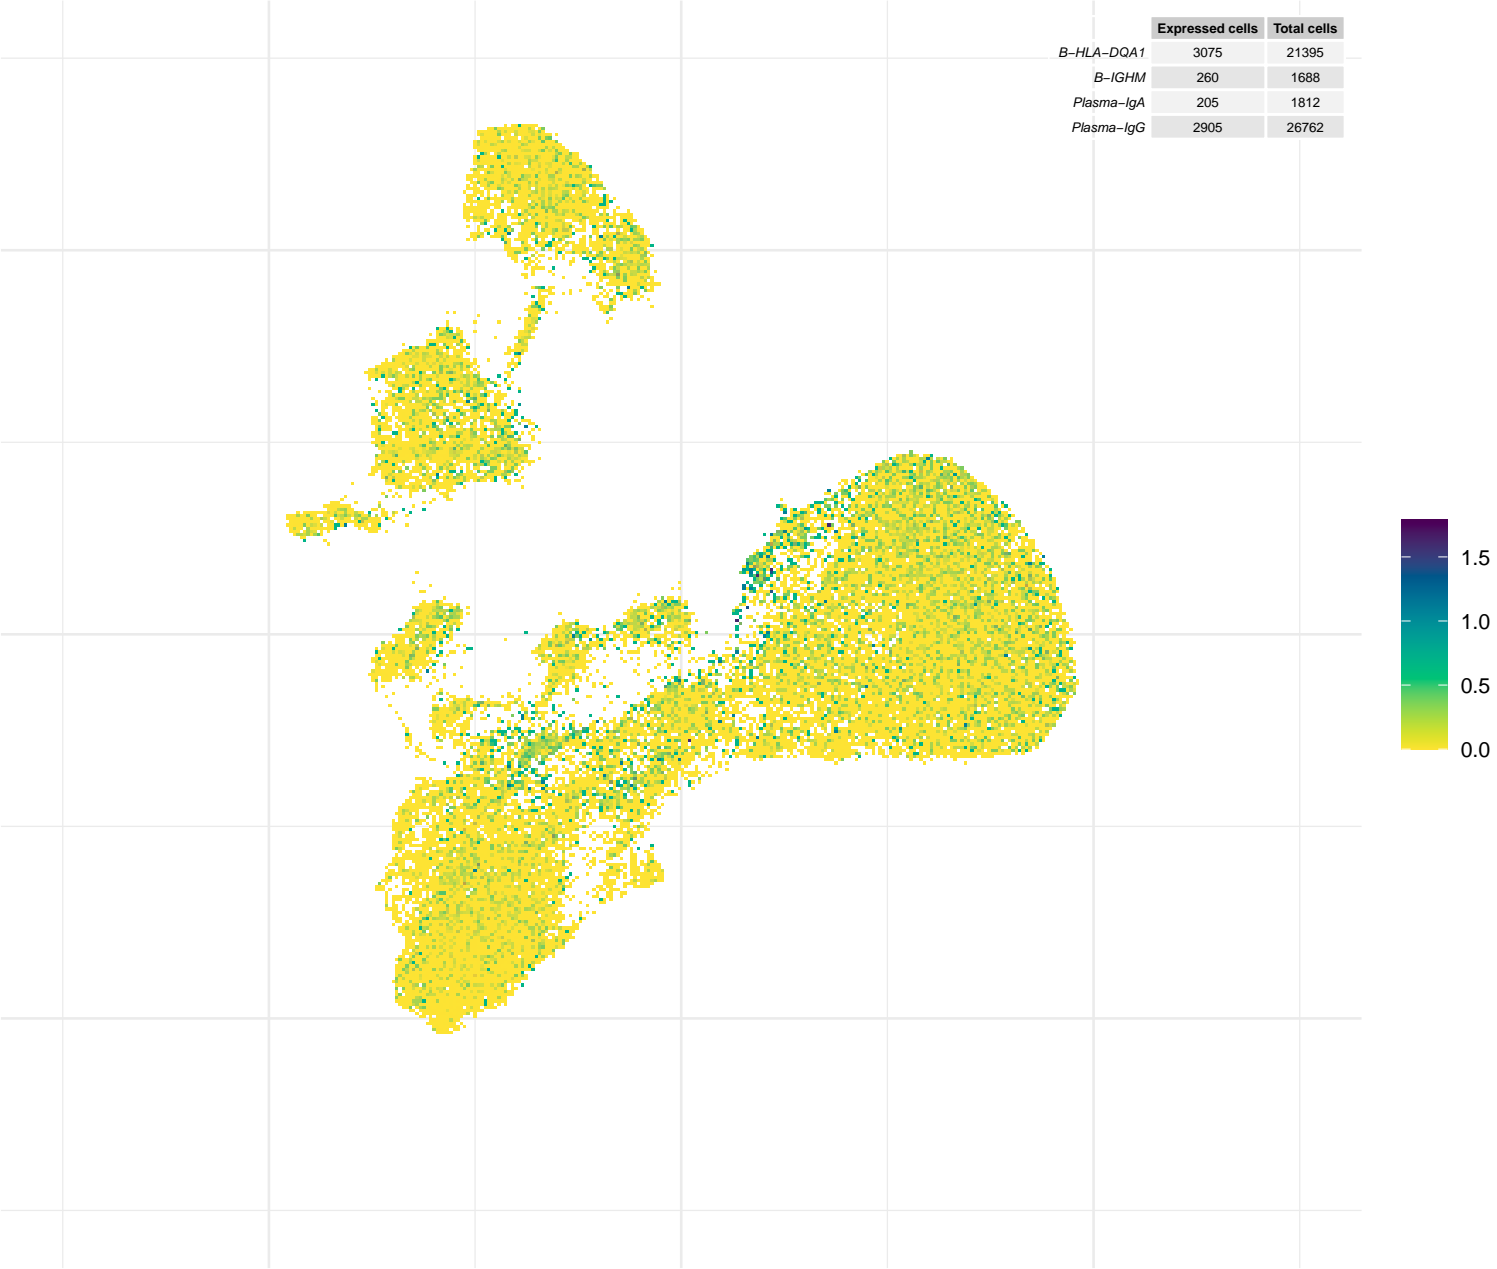 Expressed cells Total cells
B−HLA−DQA1 3075 21395
B−IGHM 260 1688
Plasma−IgA 205 1812
Plasma−IgG 2905 26762
1.5
1.0
0.5
0.0